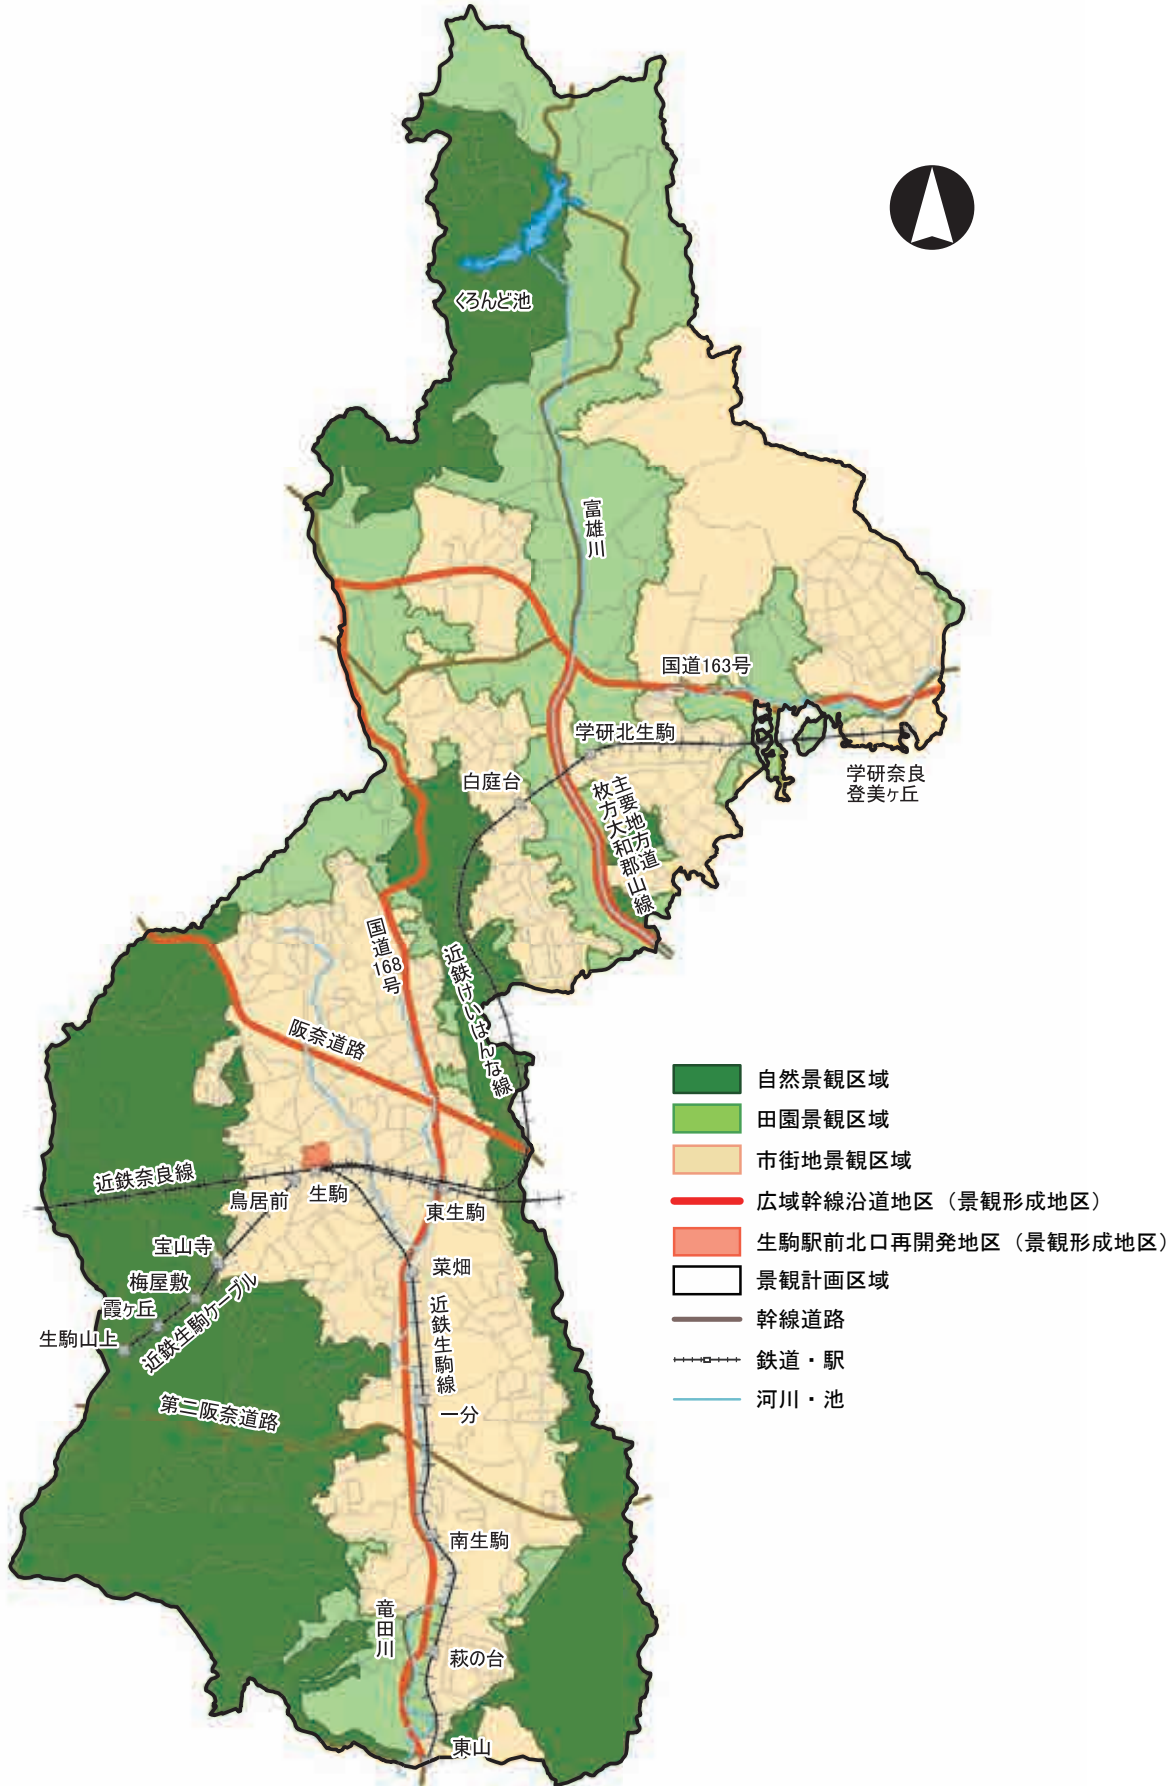 くろんど池
富雄川
国道163号
学研北生駒
白庭台
学研奈良
登美ヶ丘
主要地方道
枚方大和郡山線
国道168号
近鉄けいはんな線
阪奈道路
自然景観区域
田園景観区域
市街地景観区域
広域幹線沿道地区（景観形成地区）
生駒駅前北口再開発地区（景観形成地区）
景観計画区域
幹線道路
鉄道・駅
河川・池
近鉄奈良線
鳥居前
生駒
東生駒
宝山寺
菜畑
梅屋敷
霞ヶ丘
生駒山上
近鉄生駒ケーブル
近鉄生駒線
第二阪奈道路
一分
南生駒
竜田川
萩の台
東山